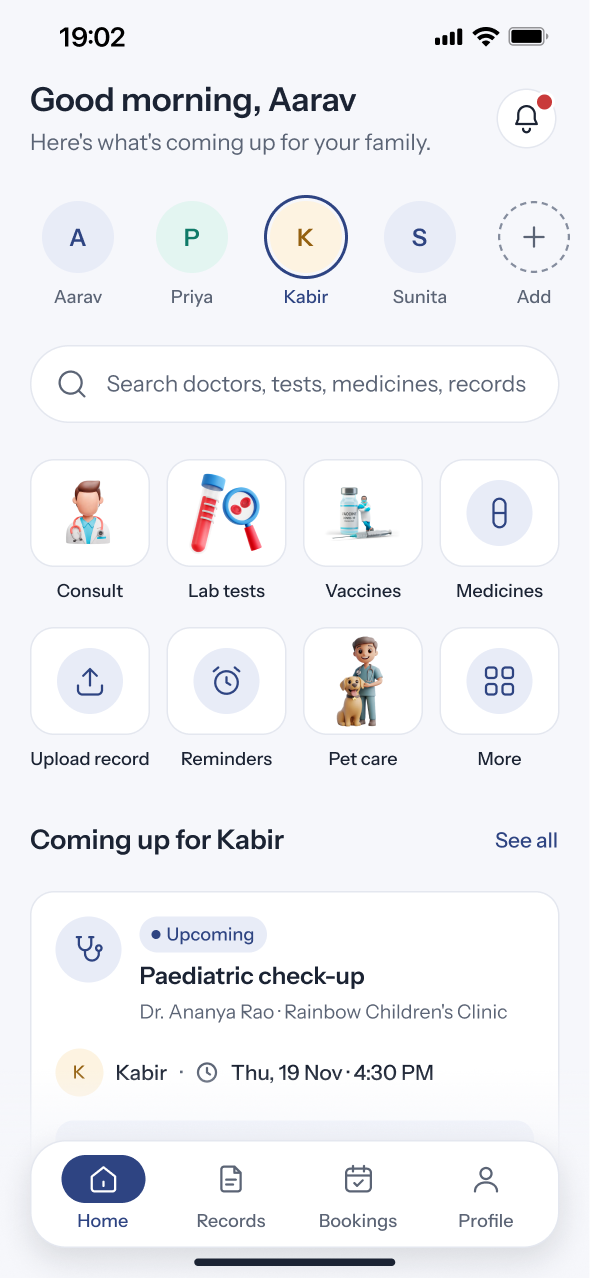 19:02
Good morning, Aarav
Here's what's coming up for your family.
A
P
K
S
Aarav
Priya
Kabir
Sunita
Add
Search doctors, tests, medicines, records
Consult
Lab tests
Vaccines
Medicines
Upload record
Reminders
Pet care
More
Coming up for Kabir
See all
Upcoming
Paediatric check-up
Dr. Ananya Rao · Rainbow Children's Clinic
K
Kabir · Thu, 19 Nov · 4:30 PM
Home
Records
Bookings
Profile